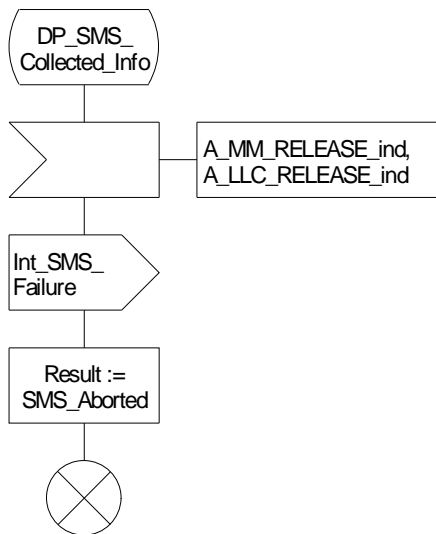 DP_SMS_
Collected_Info
A_MM_RELEASE_ind,
A_LLC_RELEASE_ind
Int_SMS_
Failure
Result :=
SMS_Aborted